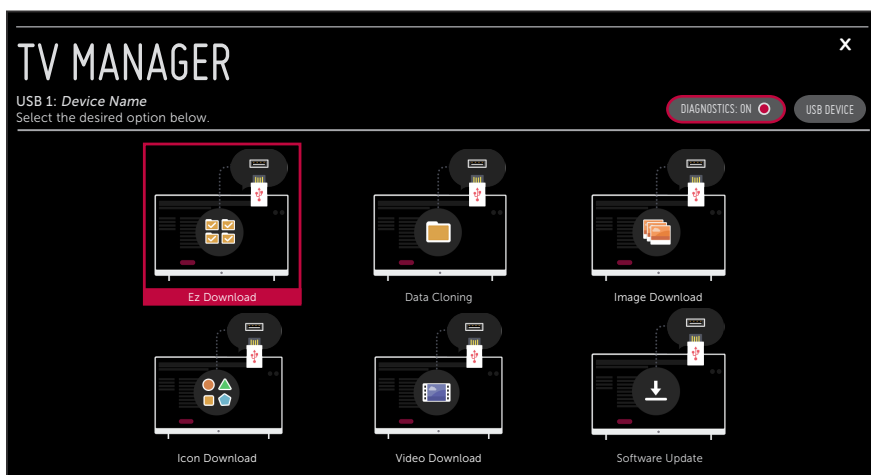 X
TV MANAGER
USB 1: Device Name
Select the desired option below.
DIAGNOSTICS: ON
USB DEVICE
Ez Download
Data Cloning
Image Download
Icon Download
Video Download
Software Update